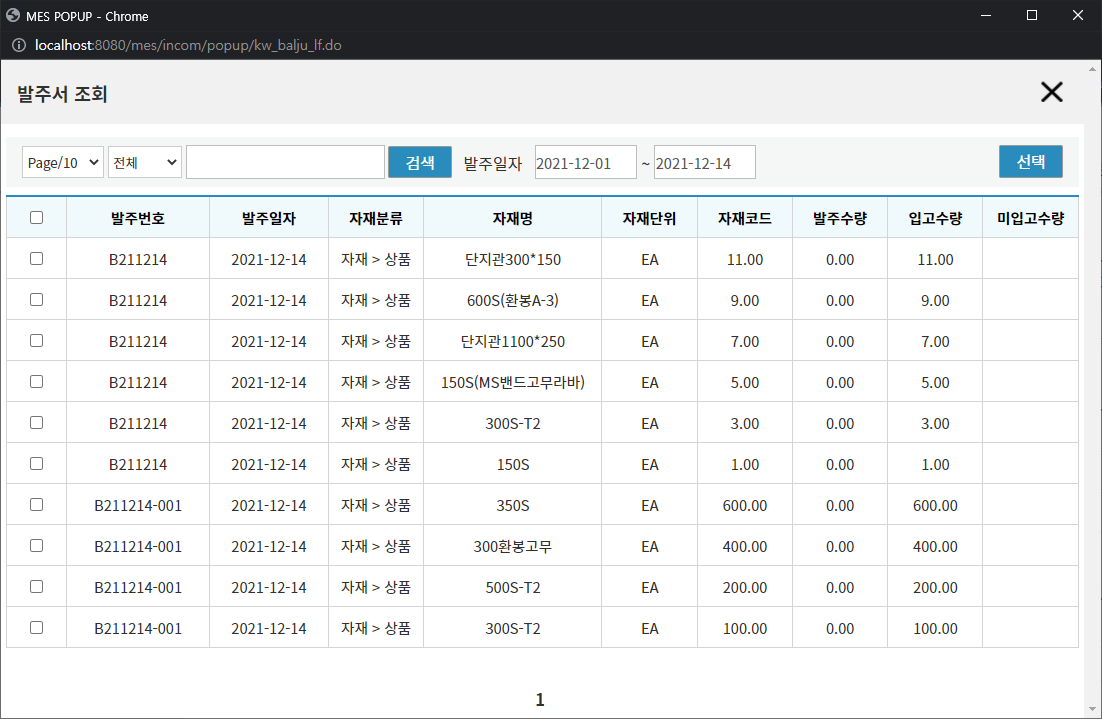 MES POPUP - Chrome
localhost:8080/mes/incom/popup/kw_balju_lf.do
발주서 조회
Page/10 전체 검색 발주일자 2021-12-01 ~ 2021-12-14 선택
발주번호 발주일자 자재분류 자재명 자재단위 자재코드 발주수량 입고수량 미입고수량
B211214 2021-12-14 자재 > 상품 단지관300*150 EA 11.00 0.00 11.00
B211214 2021-12-14 자재 > 상품 600S(환봉A-3) EA 9.00 0.00 9.00
B211214 2021-12-14 자재 > 상품 단지관1100*250 EA 7.00 0.00 7.00
B211214 2021-12-14 자재 > 상품 150S(MS밴드고무라바) EA 5.00 0.00 5.00
B211214 2021-12-14 자재 > 상품 300S-T2 EA 3.00 0.00 3.00
B211214 2021-12-14 자재 > 상품 150S EA 1.00 0.00 1.00
B211214-001 2021-12-14 자재 > 상품 350S EA 600.00 0.00 600.00
B211214-001 2021-12-14 자재 > 상품 300환봉고무 EA 400.00 0.00 400.00
B211214-001 2021-12-14 자재 > 상품 500S-T2 EA 200.00 0.00 200.00
B211214-001 2021-12-14 자재 > 상품 300S-T2 EA 100.00 0.00 100.00
1